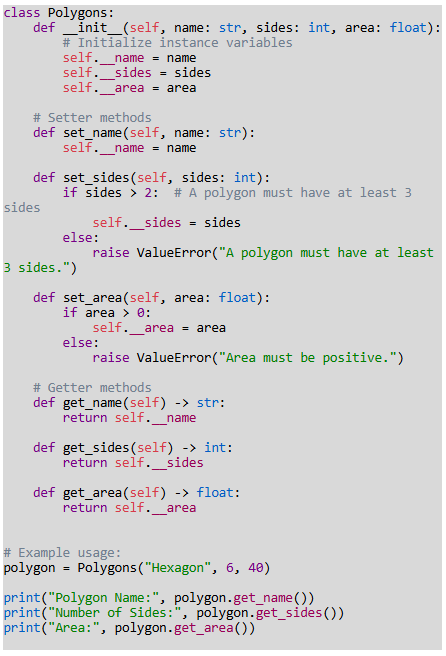 class Polygons:
    def __init__(self, name: str, sides: int, area: float):
        # Initialize instance variables
        self.__name = name
        self.__sides = sides
        self.__area = area

    # Setter methods
    def set_name(self, name: str):
        self.__name = name

    def set_sides(self, sides: int):
        if sides > 2:  # A polygon must have at least 3
sides
            self.__sides = sides
        else:
            raise ValueError("A polygon must have at least
3 sides.")

    def set_area(self, area: float):
        if area > 0:
            self.__area = area
        else:
            raise ValueError("Area must be positive.")

    # Getter methods
    def get_name(self) -> str:
        return self.__name

    def get_sides(self) -> int:
        return self.__sides

    def get_area(self) -> float:
        return self.__area


# Example usage:
polygon = Polygons("Hexagon", 6, 40)

print("Polygon Name:", polygon.get_name())
print("Number of Sides:", polygon.get_sides())
print("Area:", polygon.get_area())